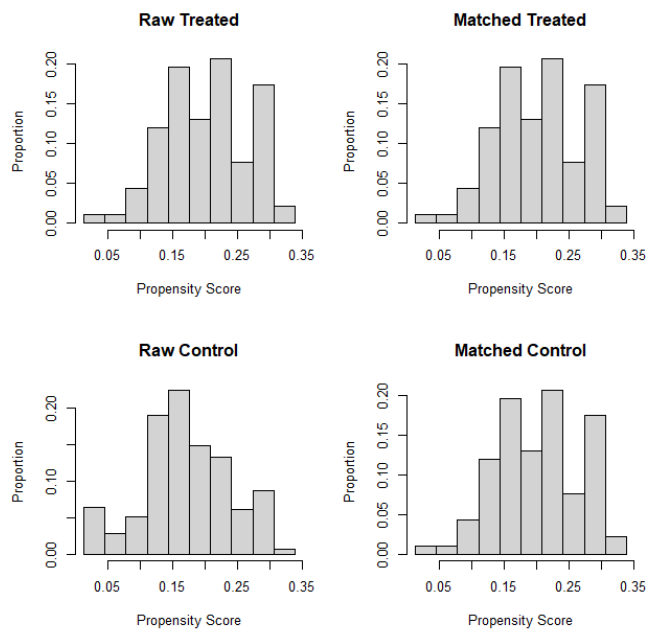 Raw Treated
Proportion
0.00 0.05 0.10 0.15 0.20
0.05 0.15 0.25 0.35
Propensity Score
Matched Treated
Proportion
0.00 0.05 0.10 0.15 0.20
0.05 0.15 0.25 0.35
Propensity Score
Raw Control
Proportion
0.00 0.10 0.20
0.05 0.15 0.25 0.35
Propensity Score
Matched Control
Proportion
0.00 0.05 0.10 0.15 0.20
0.05 0.15 0.25 0.35
Propensity Score